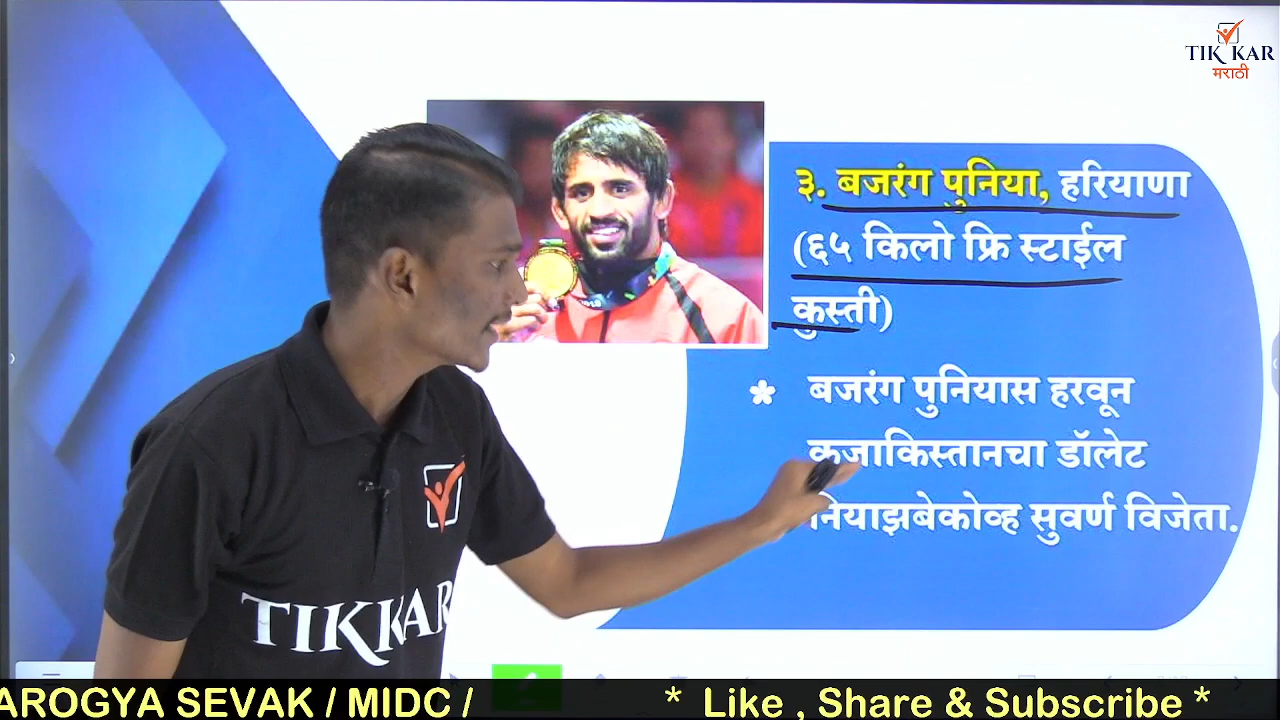 TIK KAR
मराठी
३. बजरंग पुनिया, हरियाणा
(६५ किलो फ्रि स्टाईल
कुस्ती)
* बजरंग पुनियास हरवून
कजाकिस्तानचा डॉलेट
नियाझबेकोव्ह सुवर्ण विजेता.
TIKKAR
AROGYA SEVAK / MIDC /
* Like , Share & Subscribe *